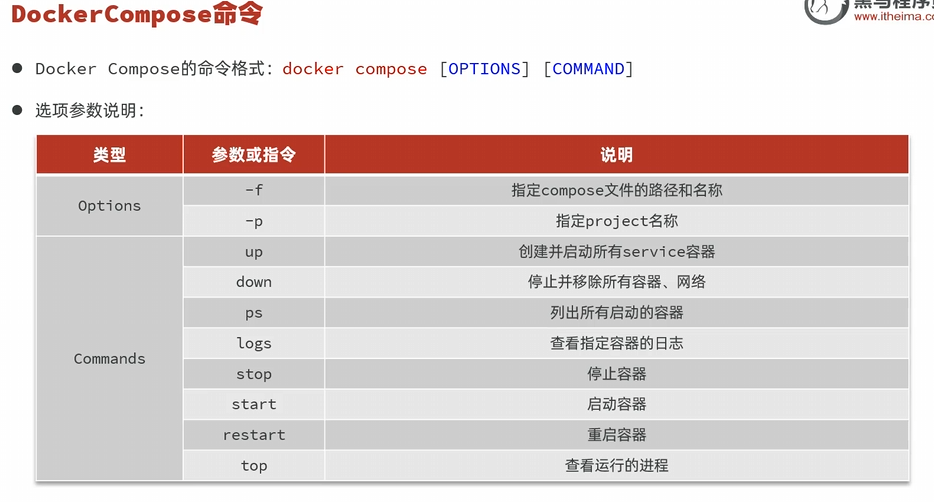 DockerCompose命令
www.itheima.co
Docker Compose的命令格式：docker compose [OPTIONS] [COMMAND]
选项参数说明：
类型 参数或指令 说明
Options -f 指定compose文件的路径和名称
-p 指定project名称
Commands up 创建并启动所有service容器
down 停止并移除所有容器、网络
ps 列出所有启动的容器
logs 查看指定容器的日志
stop 停止容器
start 启动容器
restart 重启容器
top 查看运行的进程